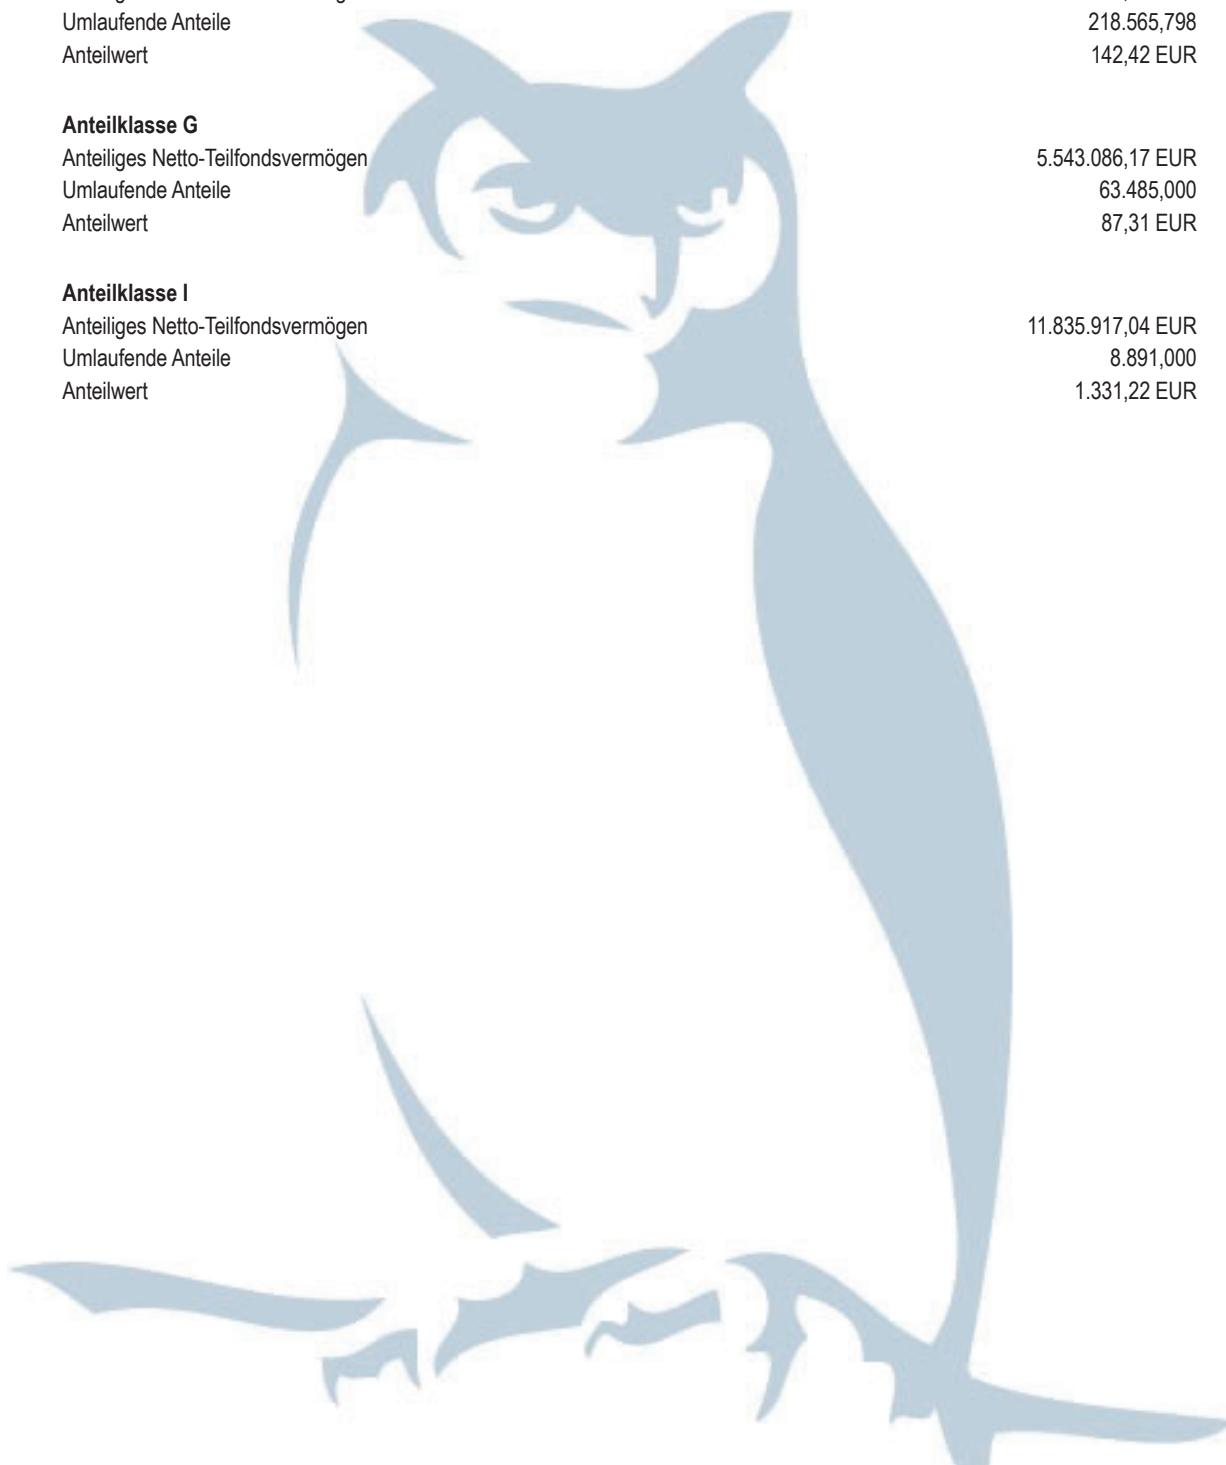 Umlaufende Anteile 218.565,798
Anteilwert 142,42 EUR
Anteilklasse G
Anteiliges Netto-Teilfondsvermögen 5.543.086,17 EUR
Umlaufende Anteile 63.485,000
Anteilwert 87,31 EUR
Anteilklasse I
Anteiliges Netto-Teilfondsvermögen 11.835.917,04 EUR
Umlaufende Anteile 8.891,000
Anteilwert 1.331,22 EUR